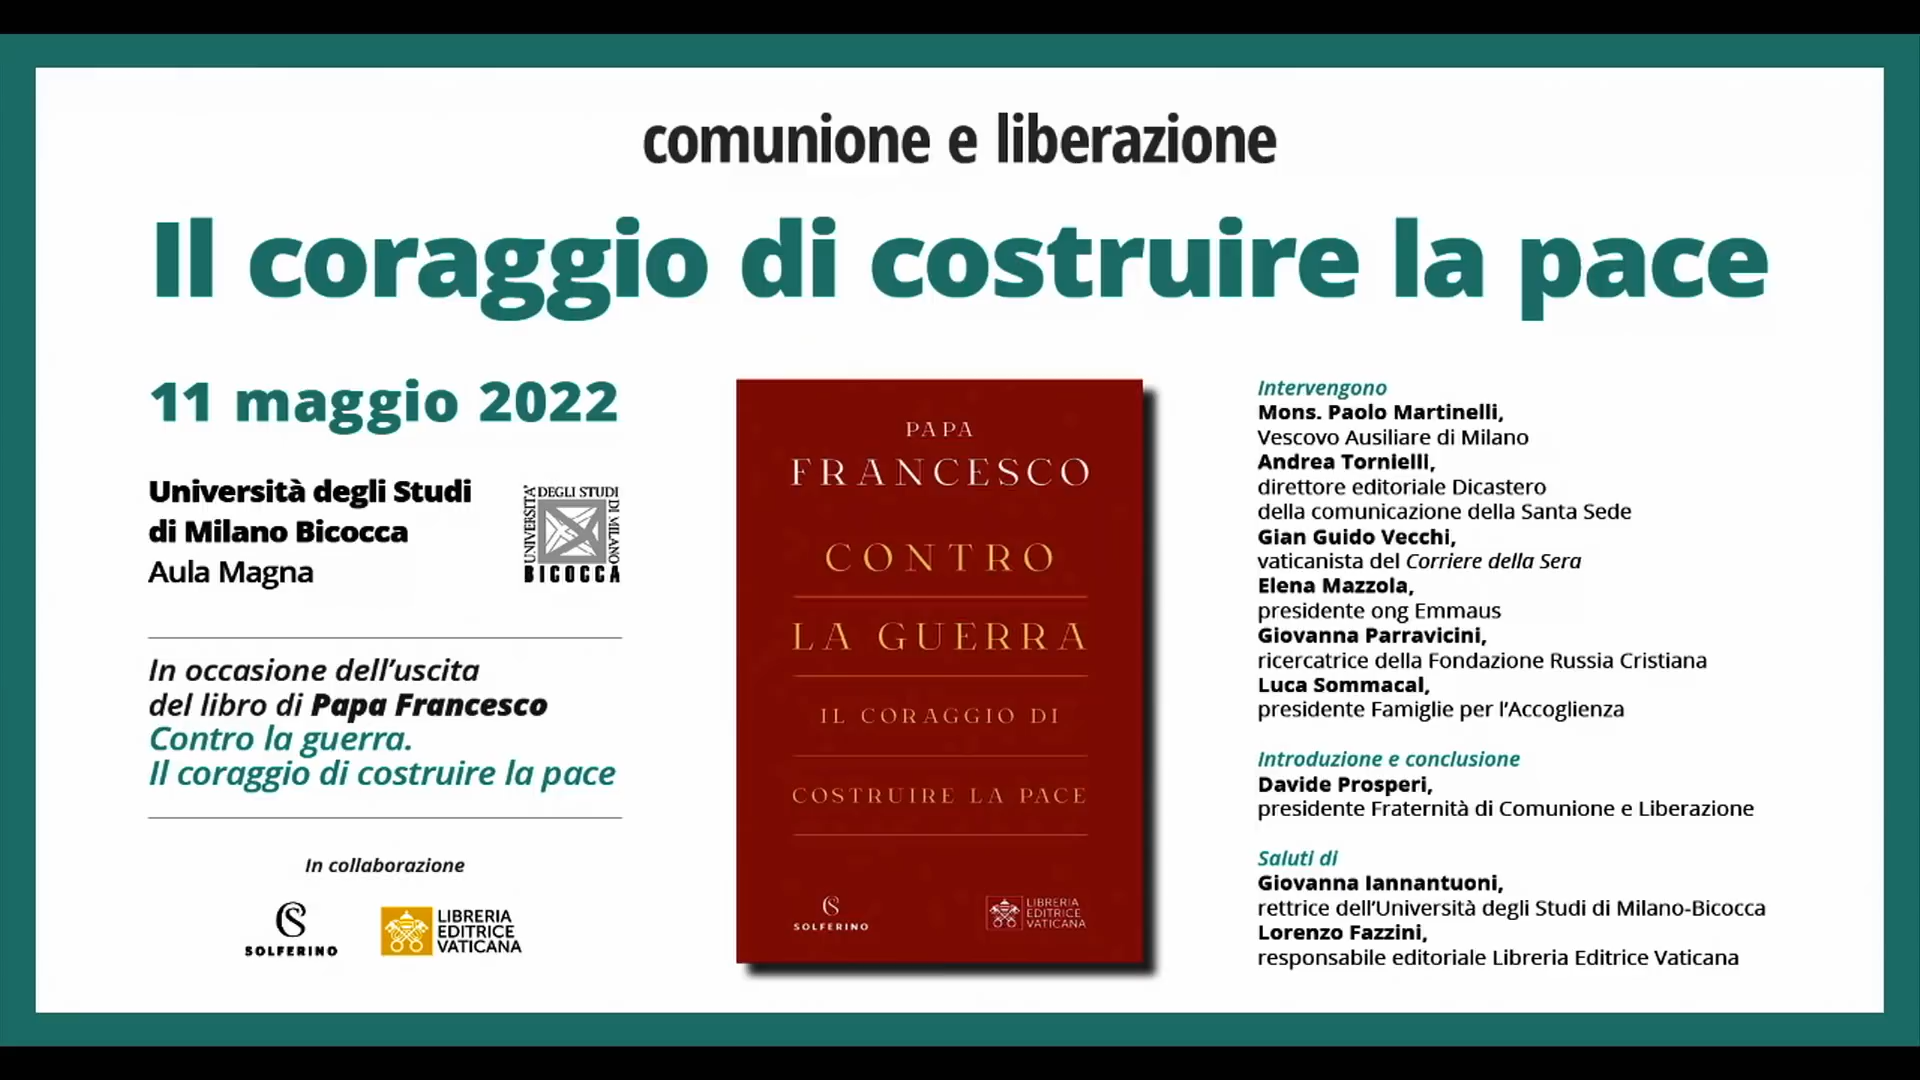 comunione e liberazione
Il coraggio di costruire la pace
11 maggio 2022
Università degli Studi
di Milano Bicocca
Aula Magna
UNIVERSITA' DEGLI STUDI DI MILANO
BICOCCA
In occasione dell’uscita
del libro di Papa Francesco
Contro la guerra.
Il coraggio di costruire la pace
In collaborazione
SOLFERINO
LIBRERIA
EDITRICE
VATICANA
PAPA
FRANCESCO
CONTRO
LA GUERRA
IL CORAGGIO DI
COSTRUIRE LA PACE
SOLFERINO
LIBRERIA
EDITRICE
VATICANA
Intervengono
Mons. Paolo Martinelli,
Vescovo Ausiliare di Milano
Andrea Tornielli,
direttore editoriale Dicastero
della comunicazione della Santa Sede
Gian Guido Vecchi,
vaticanista del Corriere della Sera
Elena Mazzola,
presidente ong Emmaus
Giovanna Parravicini,
ricercatrice della Fondazione Russia Cristiana
Luca Sommacal,
presidente Famiglie per l’Accoglienza
Introduzione e conclusione
Davide Prosperi,
presidente Fraternità di Comunione e Liberazione
Saluti di
Giovanna Iannantuoni,
rettrice dell’Università degli Studi di Milano-Bicocca
Lorenzo Fazzini,
responsabile editoriale Libreria Editrice Vaticana